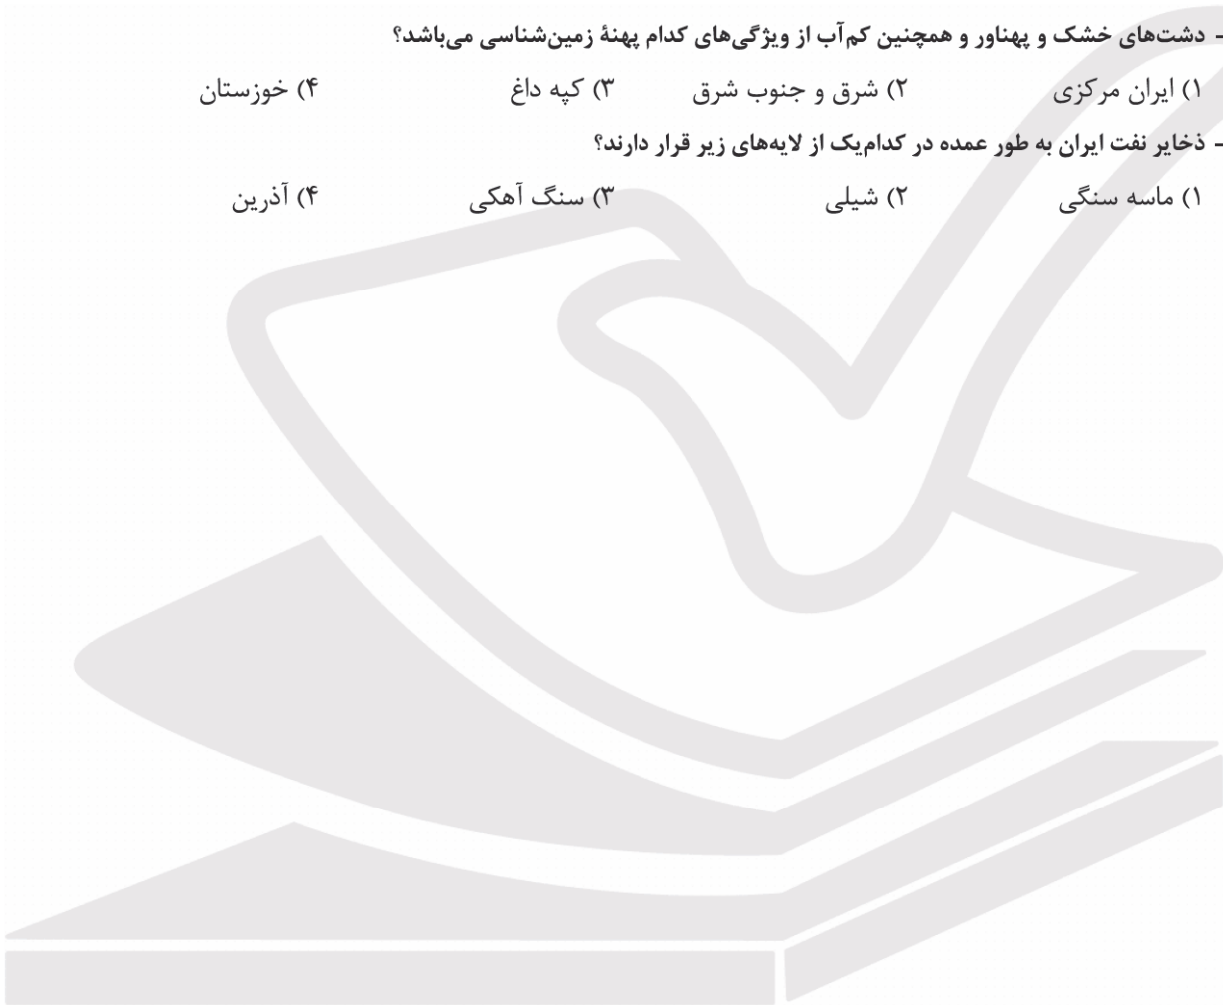 - دشت‌های خشک و پهناور و همچنین کم‌آب از ویژگی‌های کدام پهنهٔ زمین‌شناسی می‌باشد؟
۱) ایران مرکزی ۲) شرق و جنوب شرق ۳) کپه داغ ۴) خوزستان
- ذخایر نفت ایران به طور عمده در کدام‌یک از لایه‌های زیر قرار دارند؟
۱) ماسه سنگی ۲) شیلی ۳) سنگ آهکی ۴) آذرین